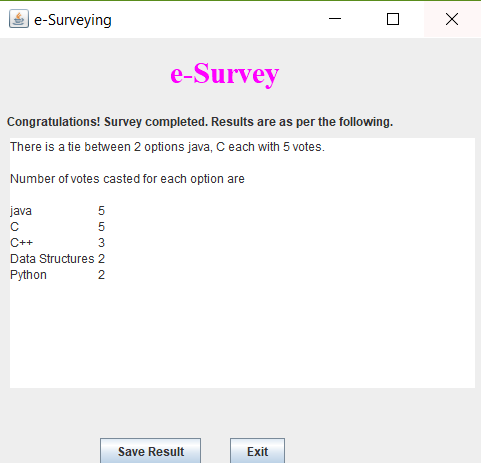 e-Surveying
e-Survey
Congratulations! Survey completed. Results are as per the following.
There is a tie between 2 options java, C each with 5 votes.
Number of votes casted for each option are
java 5
C 5
C++ 3
Data Structures 2
Python 2
Save Result Exit